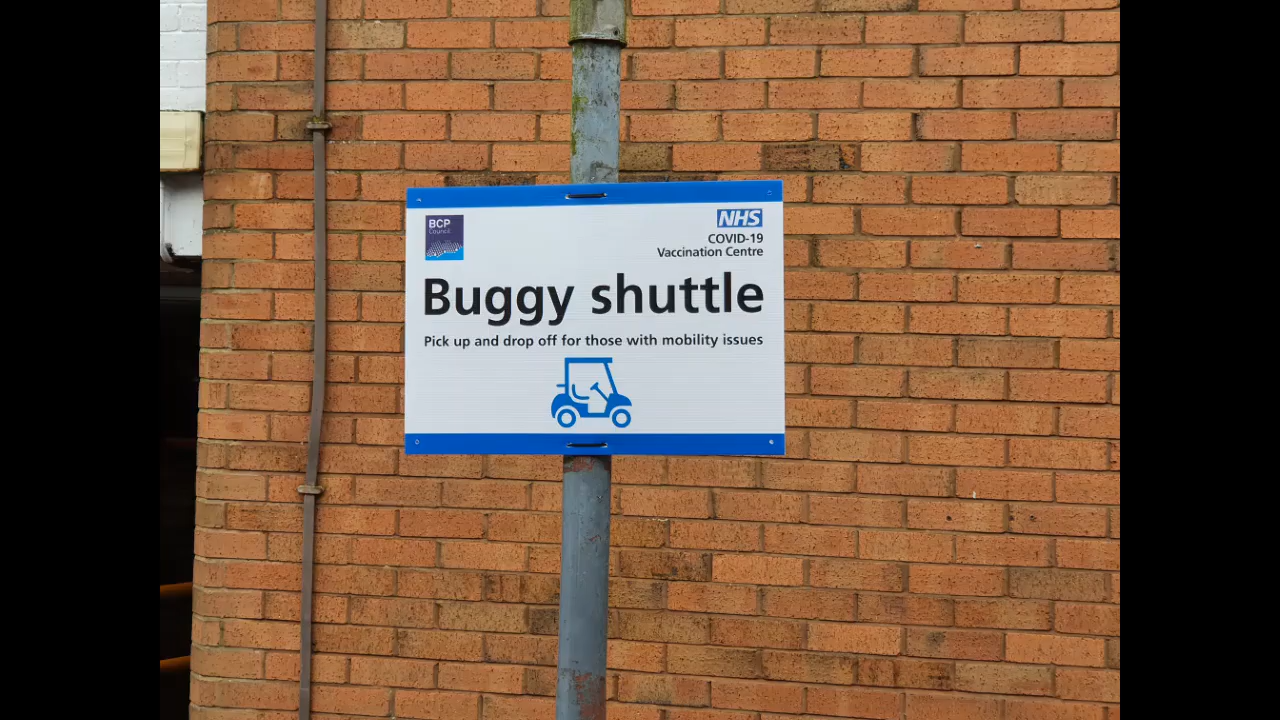 BCP
Council
NHS
COVID-19
Vaccination Centre
Buggy shuttle
Pick up and drop off for those with mobility issues